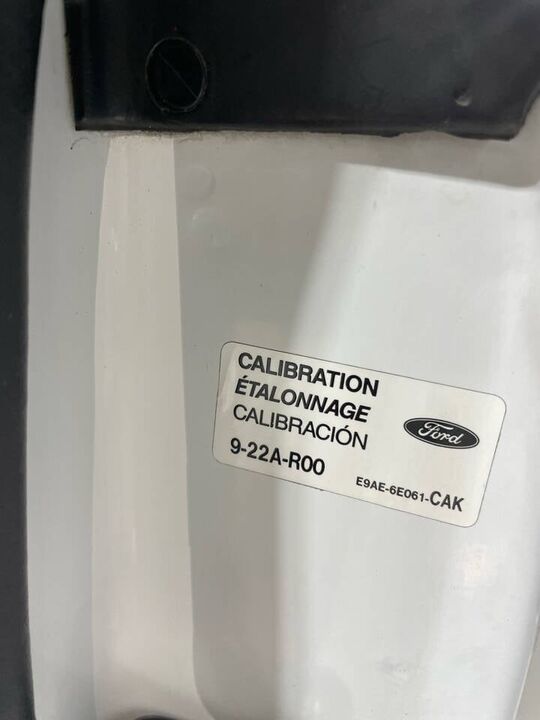 CALIBRATION
ÉTALONNAGE
CALIBRACIÓN
Ford
9-22A-R00
E9AE-6E061-CAK